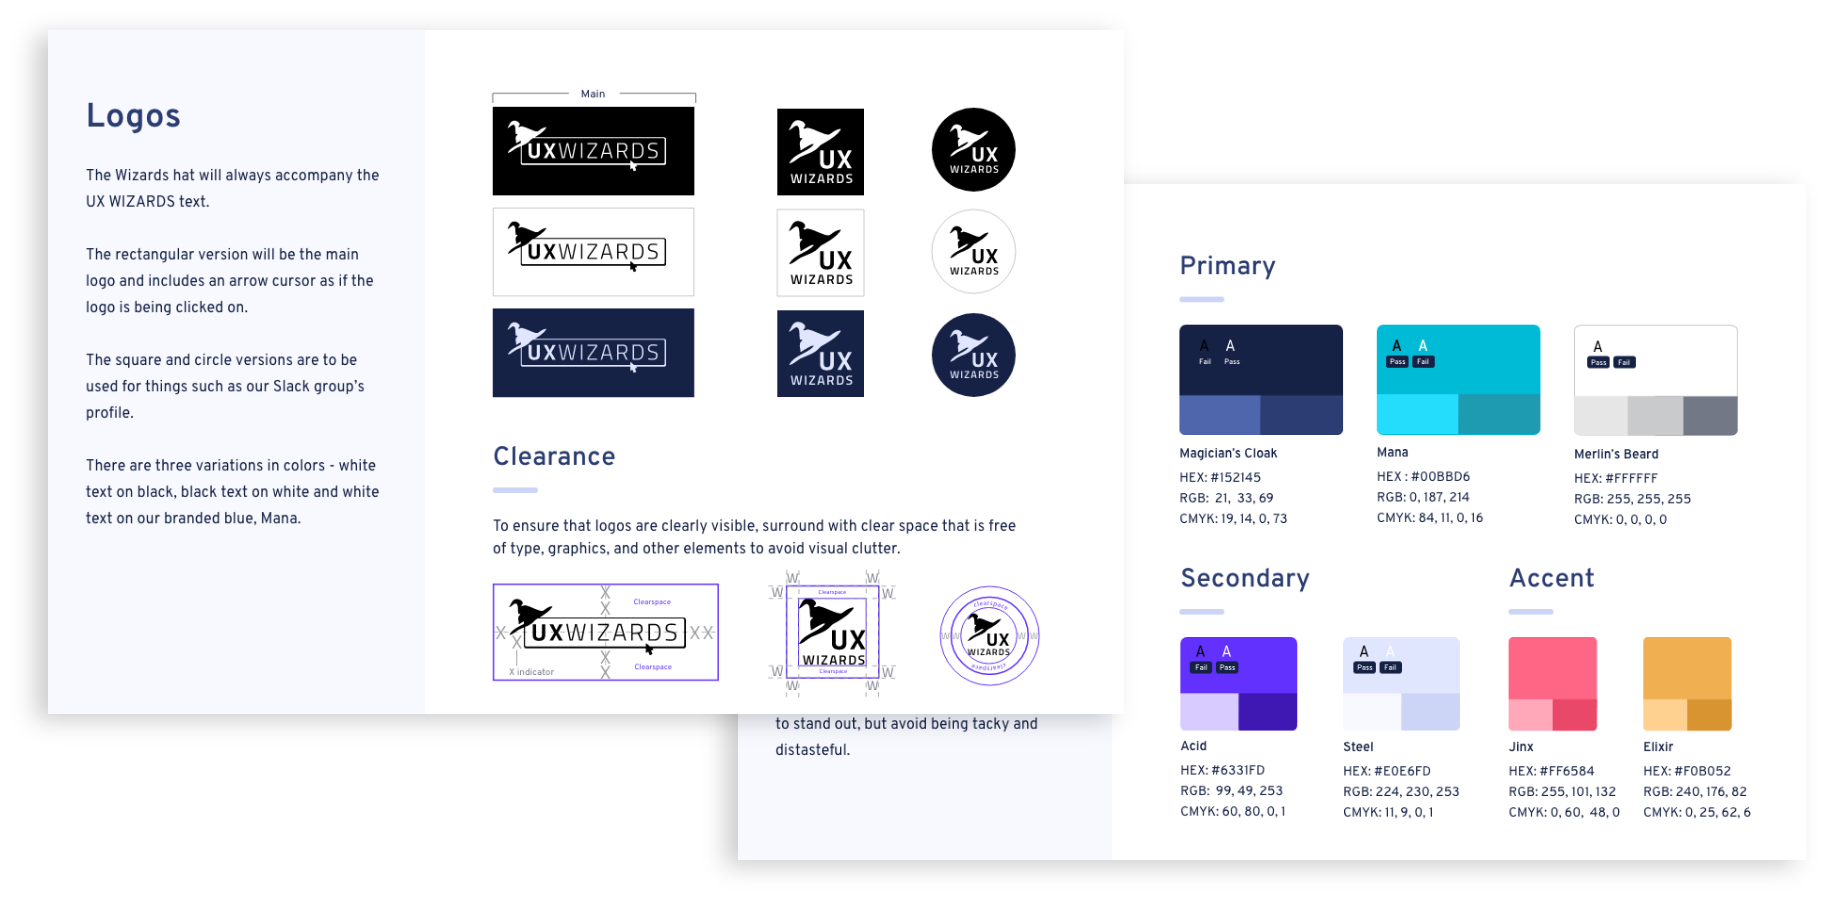 Logos
The Wizards hat will always accompany the
UX WIZARDS text.
The rectangular version will be the main
logo and includes an arrow cursor as if the
logo is being clicked on.
The square and circle versions are to be
used for things such as our Slack group's
profile.
There are three variations in colors - white
text on black, black text on white and white
text on our branded blue, Mana.
Main
UXWIZARDS
UX
WIZARDS
UX
WIZARDS
UXWIZARDS
UX
WIZARDS
UX
WIZARDS
UXWIZARDS
UX
WIZARDS
UX
WIZARDS
Clearance
To ensure that logos are clearly visible, surround with clear space that is free
of type, graphics, and other elements to avoid visual clutter.
X
X
Clearspace
X
UXWIZARDS
X X
X
X
X
Clearspace
X indicator
W W
W W
Clearspace
UX
WIZARDS
Clearspace
W W
W W
clearspace
W W
UX
WIZARDS
W W
clearspace
to stand out, but avoid being tacky and
distasteful.
Primary
A A
Fail Pass
Magician's Cloak
HEX: #152145
RGB: 21, 33, 69
CMYK: 19, 14, 0, 73
A A
Pass Fail
Mana
HEX : #00BBD6
RGB: 0, 187, 214
CMYK: 84, 11, 0, 16
A
Pass Fail
Merlin's Beard
HEX: #FFFFFF
RGB: 255, 255, 255
CMYK: 0, 0, 0, 0
Secondary
A A
Fail Pass
Acid
HEX: #6331FD
RGB: 99, 49, 253
CMYK: 60, 80, 0, 1
A A
Pass Fail
Steel
HEX: #E0E6FD
RGB: 224, 230, 253
CMYK: 11, 9, 0, 1
Accent
Jinx
HEX: #FF6584
RGB: 255, 101, 132
CMYK: 0, 60, 48, 0
Elixir
HEX: #F0B052
RGB: 240, 176, 82
CMYK: 0, 25, 62, 6